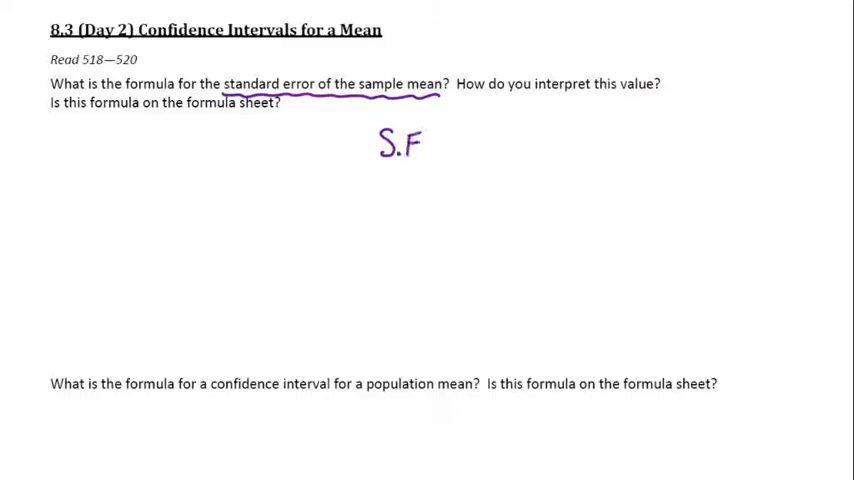 8.3 (Day 2) Confidence Intervals for a Mean
Read 518—520
What is the formula for the standard error of the sample mean? How do you interpret this value?
Is this formula on the formula sheet?
S.F
What is the formula for a confidence interval for a population mean? Is this formula on the formula sheet?